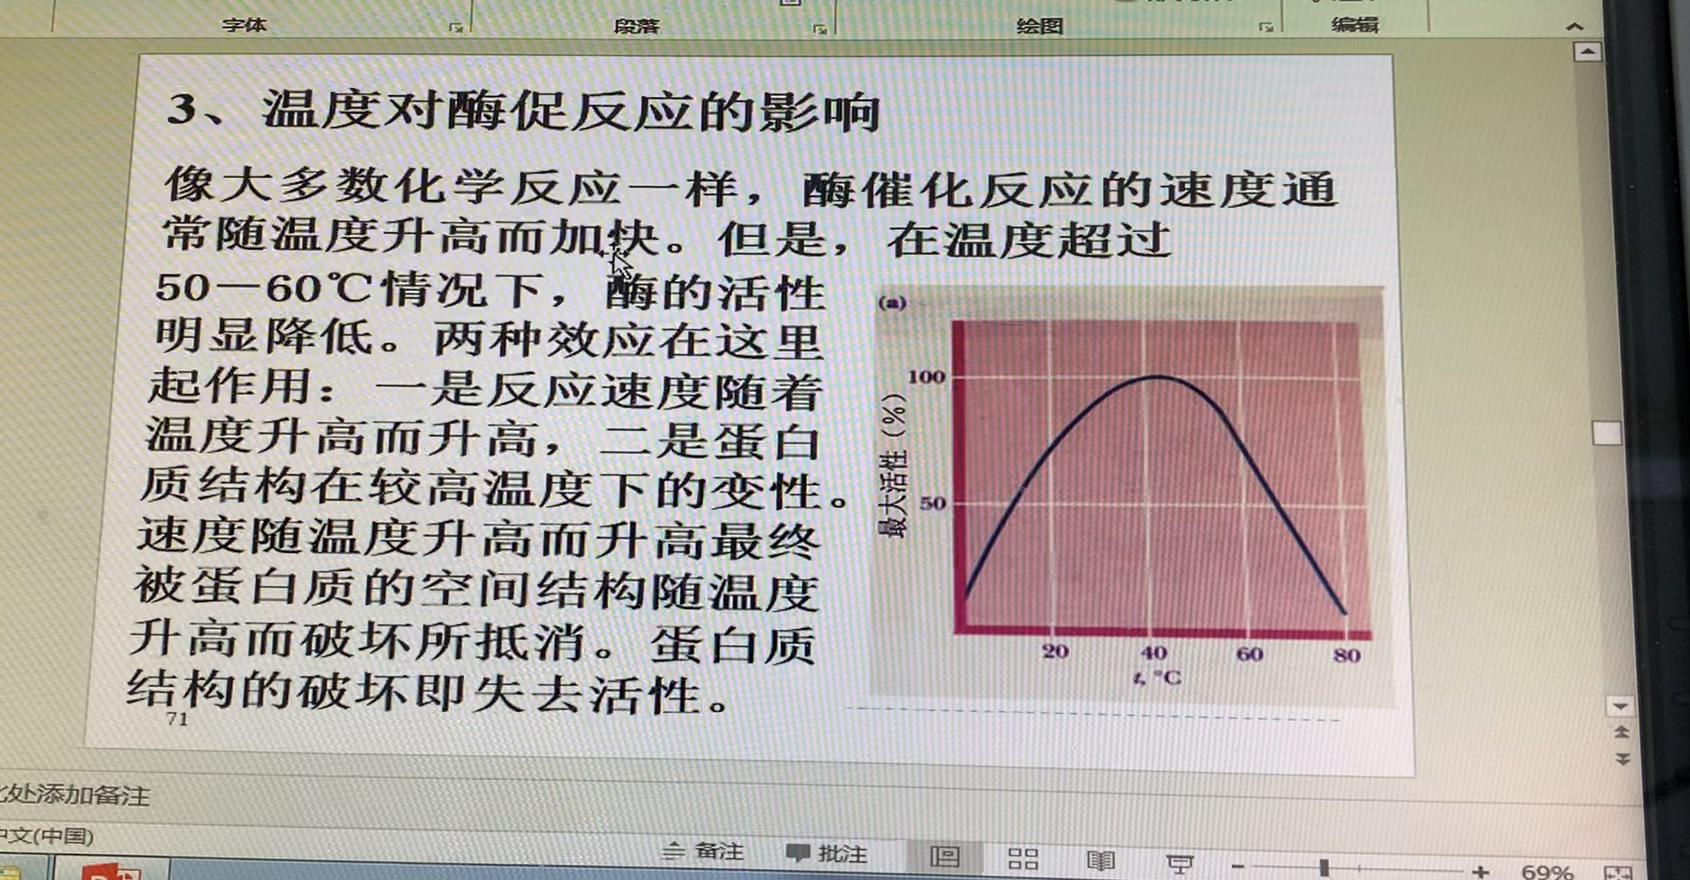 字体
段落
绘图
编辑
3、温度对酶促反应的影响
像大多数化学反应一样，酶催化反应的速度通
常随温度升高而加快。但是，在温度超过
50—60℃情况下，酶的活性
明显降低。两种效应在这里
起作用：一是反应速度随着
温度升高而升高，二是蛋白
质结构在较高温度下的变性。
速度随温度升高而升高最终
被蛋白质的空间结构随温度
升高而破坏所抵消。蛋白质
结构的破坏即失去活性。
71
(a)
最大活性（%）
100
50
20
40
60
80
t, °C
处添加备注
中文(中国)
备注
批注
69%